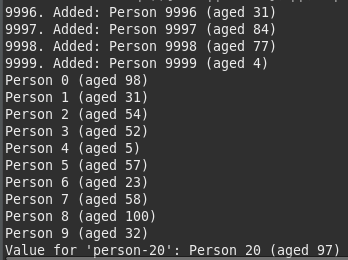 9996. Added: Person 9996 (aged 31)
9997. Added: Person 9997 (aged 84)
9998. Added: Person 9998 (aged 77)
9999. Added: Person 9999 (aged 4)
Person 0 (aged 98)
Person 1 (aged 31)
Person 2 (aged 54)
Person 3 (aged 52)
Person 4 (aged 5)
Person 5 (aged 57)
Person 6 (aged 23)
Person 7 (aged 58)
Person 8 (aged 100)
Person 9 (aged 32)
Value for 'person-20': Person 20 (aged 97)